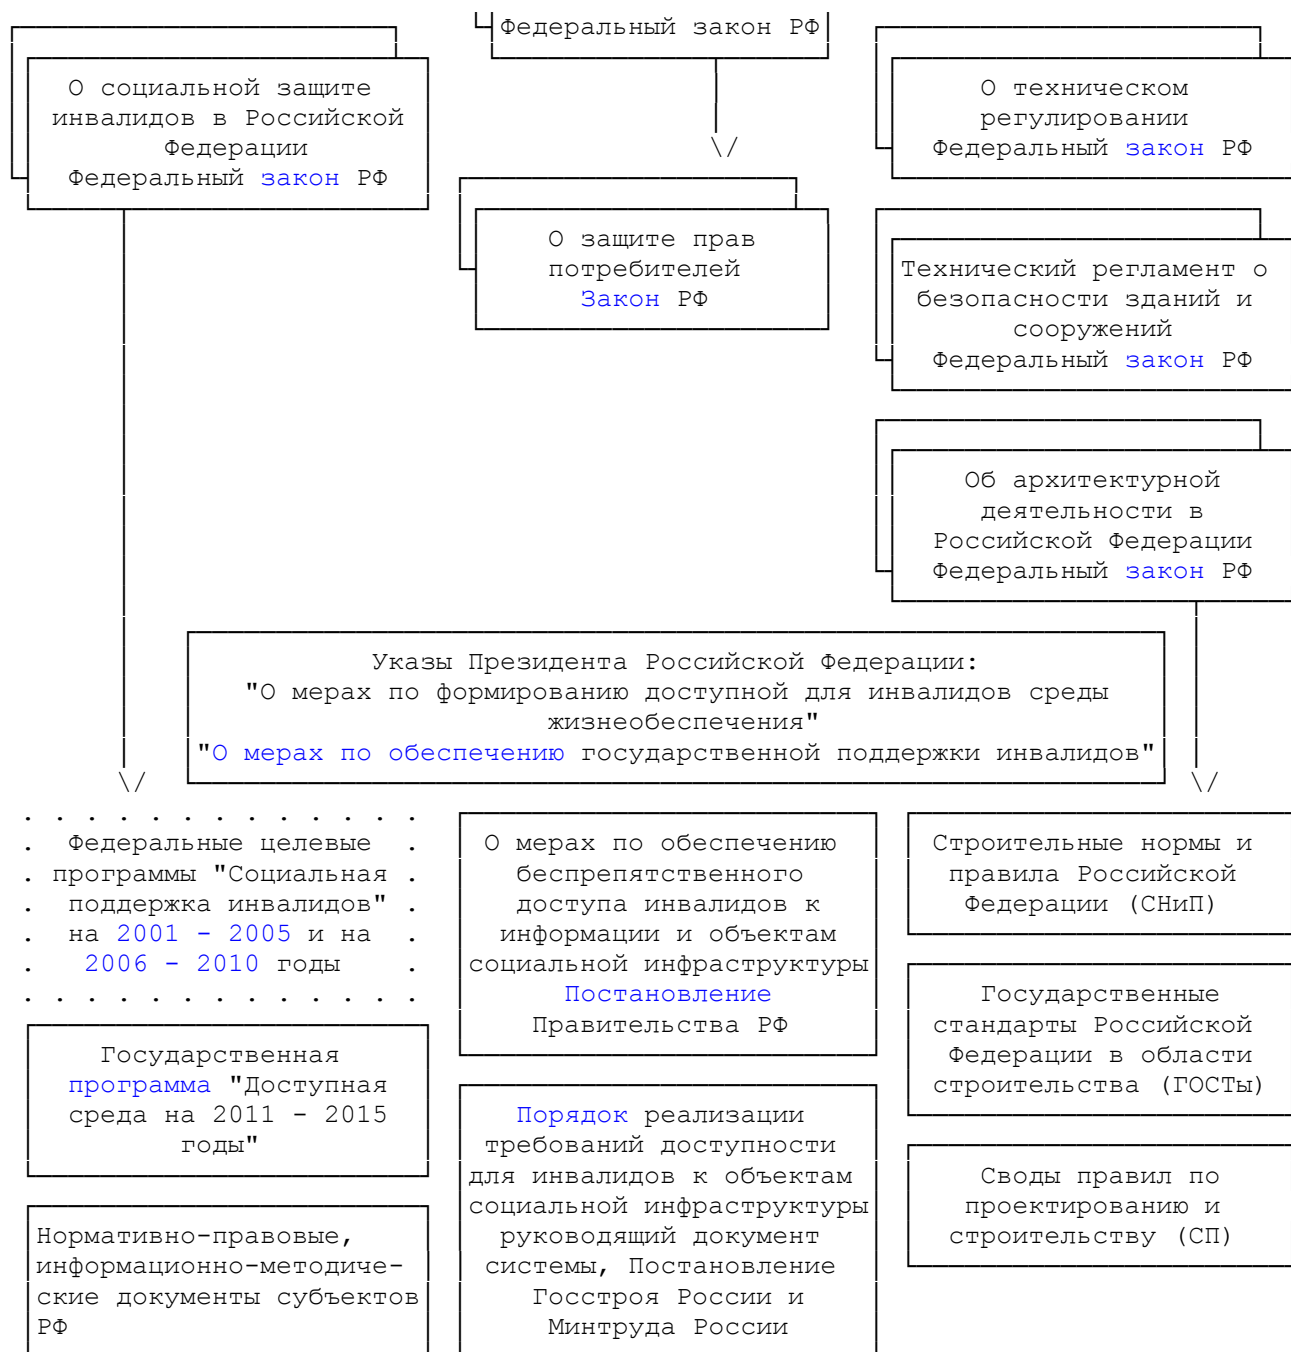 Федеральный закон РФ
О социальной защите
инвалидов в Российской
Федерации
Федеральный закон РФ
О техническом
регулировании
Федеральный закон РФ
О защите прав
потребителей
Закон РФ
Технический регламент о
безопасности зданий и
сооружений
Федеральный закон РФ
Об архитектурной
деятельности в
Российской Федерации
Федеральный закон РФ
Указы Президента Российской Федерации:
"О мерах по формированию доступной для инвалидов среды
жизнеобеспечения"
"О мерах по обеспечению государственной поддержки инвалидов"
Федеральные целевые
программы "Социальная
поддержка инвалидов"
на 2001 - 2005 и на
2006 - 2010 годы
Государственная
программа "Доступная
среда на 2011 - 2015
годы"
Нормативно-правовые,
информационно-методиче-
ские документы субъектов
РФ
О мерах по обеспечению
беспрепятственного
доступа инвалидов к
информации и объектам
социальной инфраструктуры
Постановление
Правительства РФ
Порядок реализации
требований доступности
для инвалидов к объектам
социальной инфраструктуры
руководящий документ
системы, Постановление
Госстроя России и
Минтруда России
Строительные нормы и
правила Российской
Федерации (СНиП)
Государственные
стандарты Российской
Федерации в области
строительства (ГОСТы)
Своды правил по
проектированию и
строительству (СП)